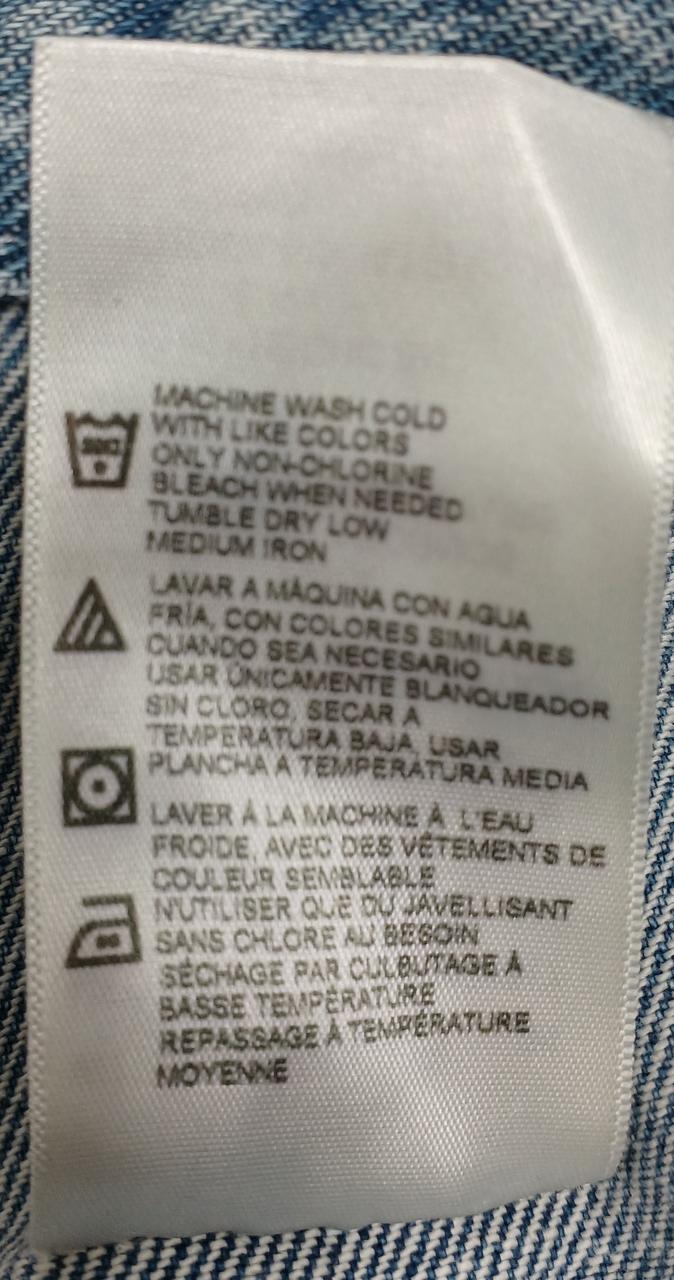 MACHINE WASH COLD
WITH LIKE COLORS
ONLY NON-CHLORINE
BLEACH WHEN NEEDED
TUMBLE DRY LOW
MEDIUM IRON
LAVAR A MÁQUINA CON AGUA
FRÍA, CON COLORES SIMILARES
CUANDO SEA NECESARIO
USAR ÚNICAMENTE BLANQUEADOR
SIN CLORO, SECAR A
TEMPERATURA BAJA, USAR
PLANCHA A TEMPERATURA MEDIA
LAVER À LA MACHINE À L'EAU
FROIDE, AVEC DES VÊTEMENTS DE
COULEUR SEMBLABLE
N'UTILISER QUE DU JAVELLISANT
SANS CHLORE AU BESOIN
SÉCHAGE PAR CULBUTAGE À
BASSE TEMPÉRATURE
REPASSAGE À TEMPÉRATURE
MOYENNE